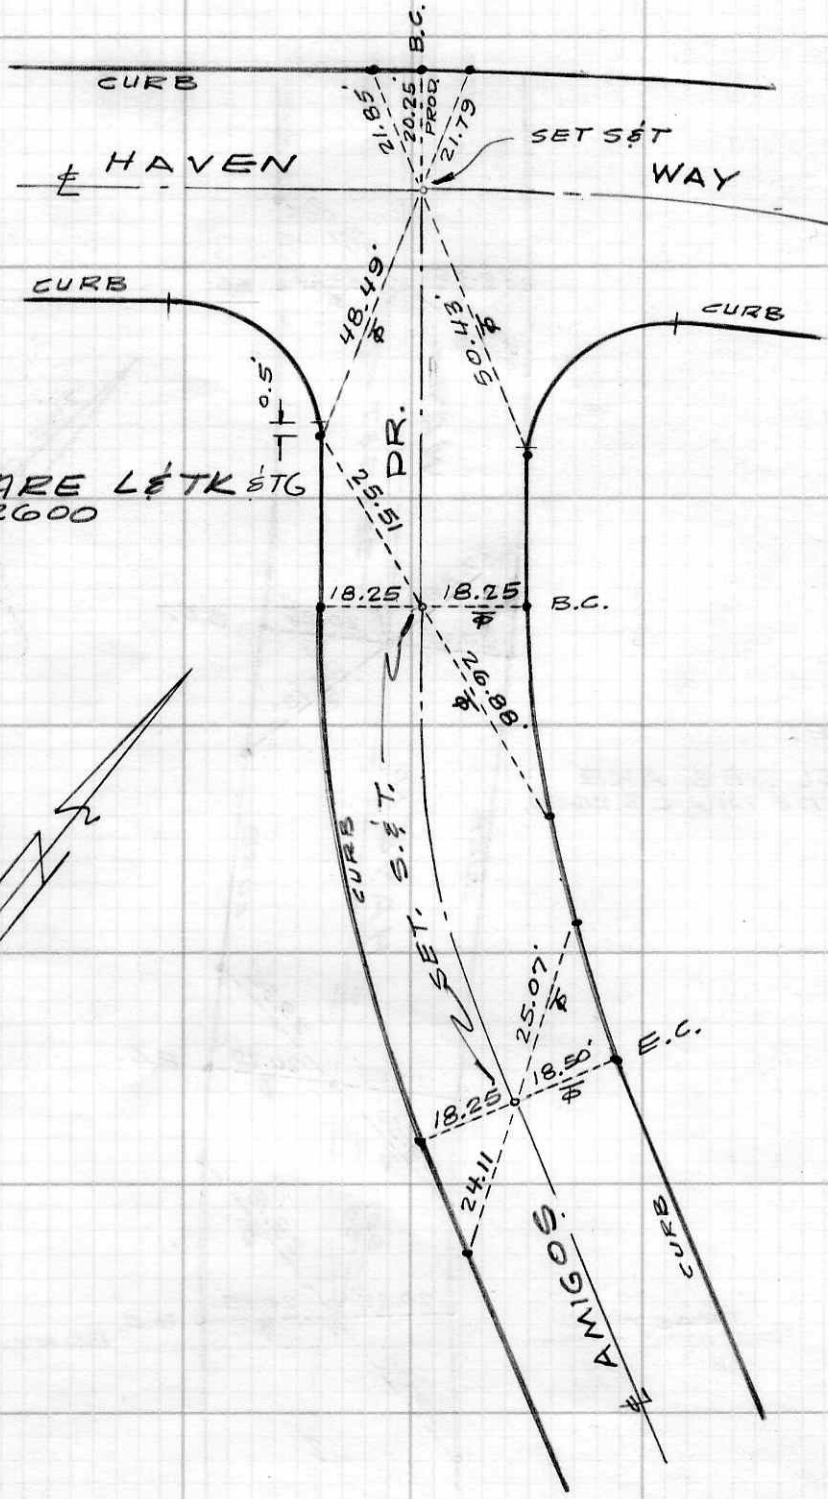 B.C.
CURB
21.85'
20.25'
PROD.
21.79
SET S&T
℄ HAVEN WAY
CURB
48.49'
50.43'
CURB
0.5'
DR.
ARE L&TK &TG
2600
25.51
18.25
18.25
B.C.
26.88'
CURB
SET. S.&T.
25.07'
E.C.
18.50'
18.25
24.11
AMIGOS
CURB
℄